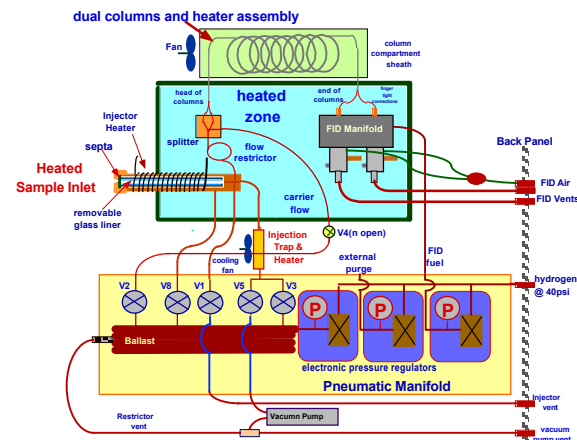 dual columns and heater assembly
Fan
column
compartment
sheath
head of
columns
heated
zone
end of
columns
finger
tight
connections
Injector
Heater
splitter
FID Manifold
Back Panel
septa
flow
restrictor
Heated
Sample Inlet
FID Air
FID Vents
removable
glass liner
carrier
flow
V4(n open)
Injection
Trap &
Heater
cooling
fan
external
purge
FID
fuel
V2
V8
V1
V5
V3
hydrogen
@ 40psi
P
P
P
Ballast
electronic pressure regulators
Pneumatic Manifold
Injector
vent
Restrictor
vent
Vacumn Pump
vacuum
pump vent